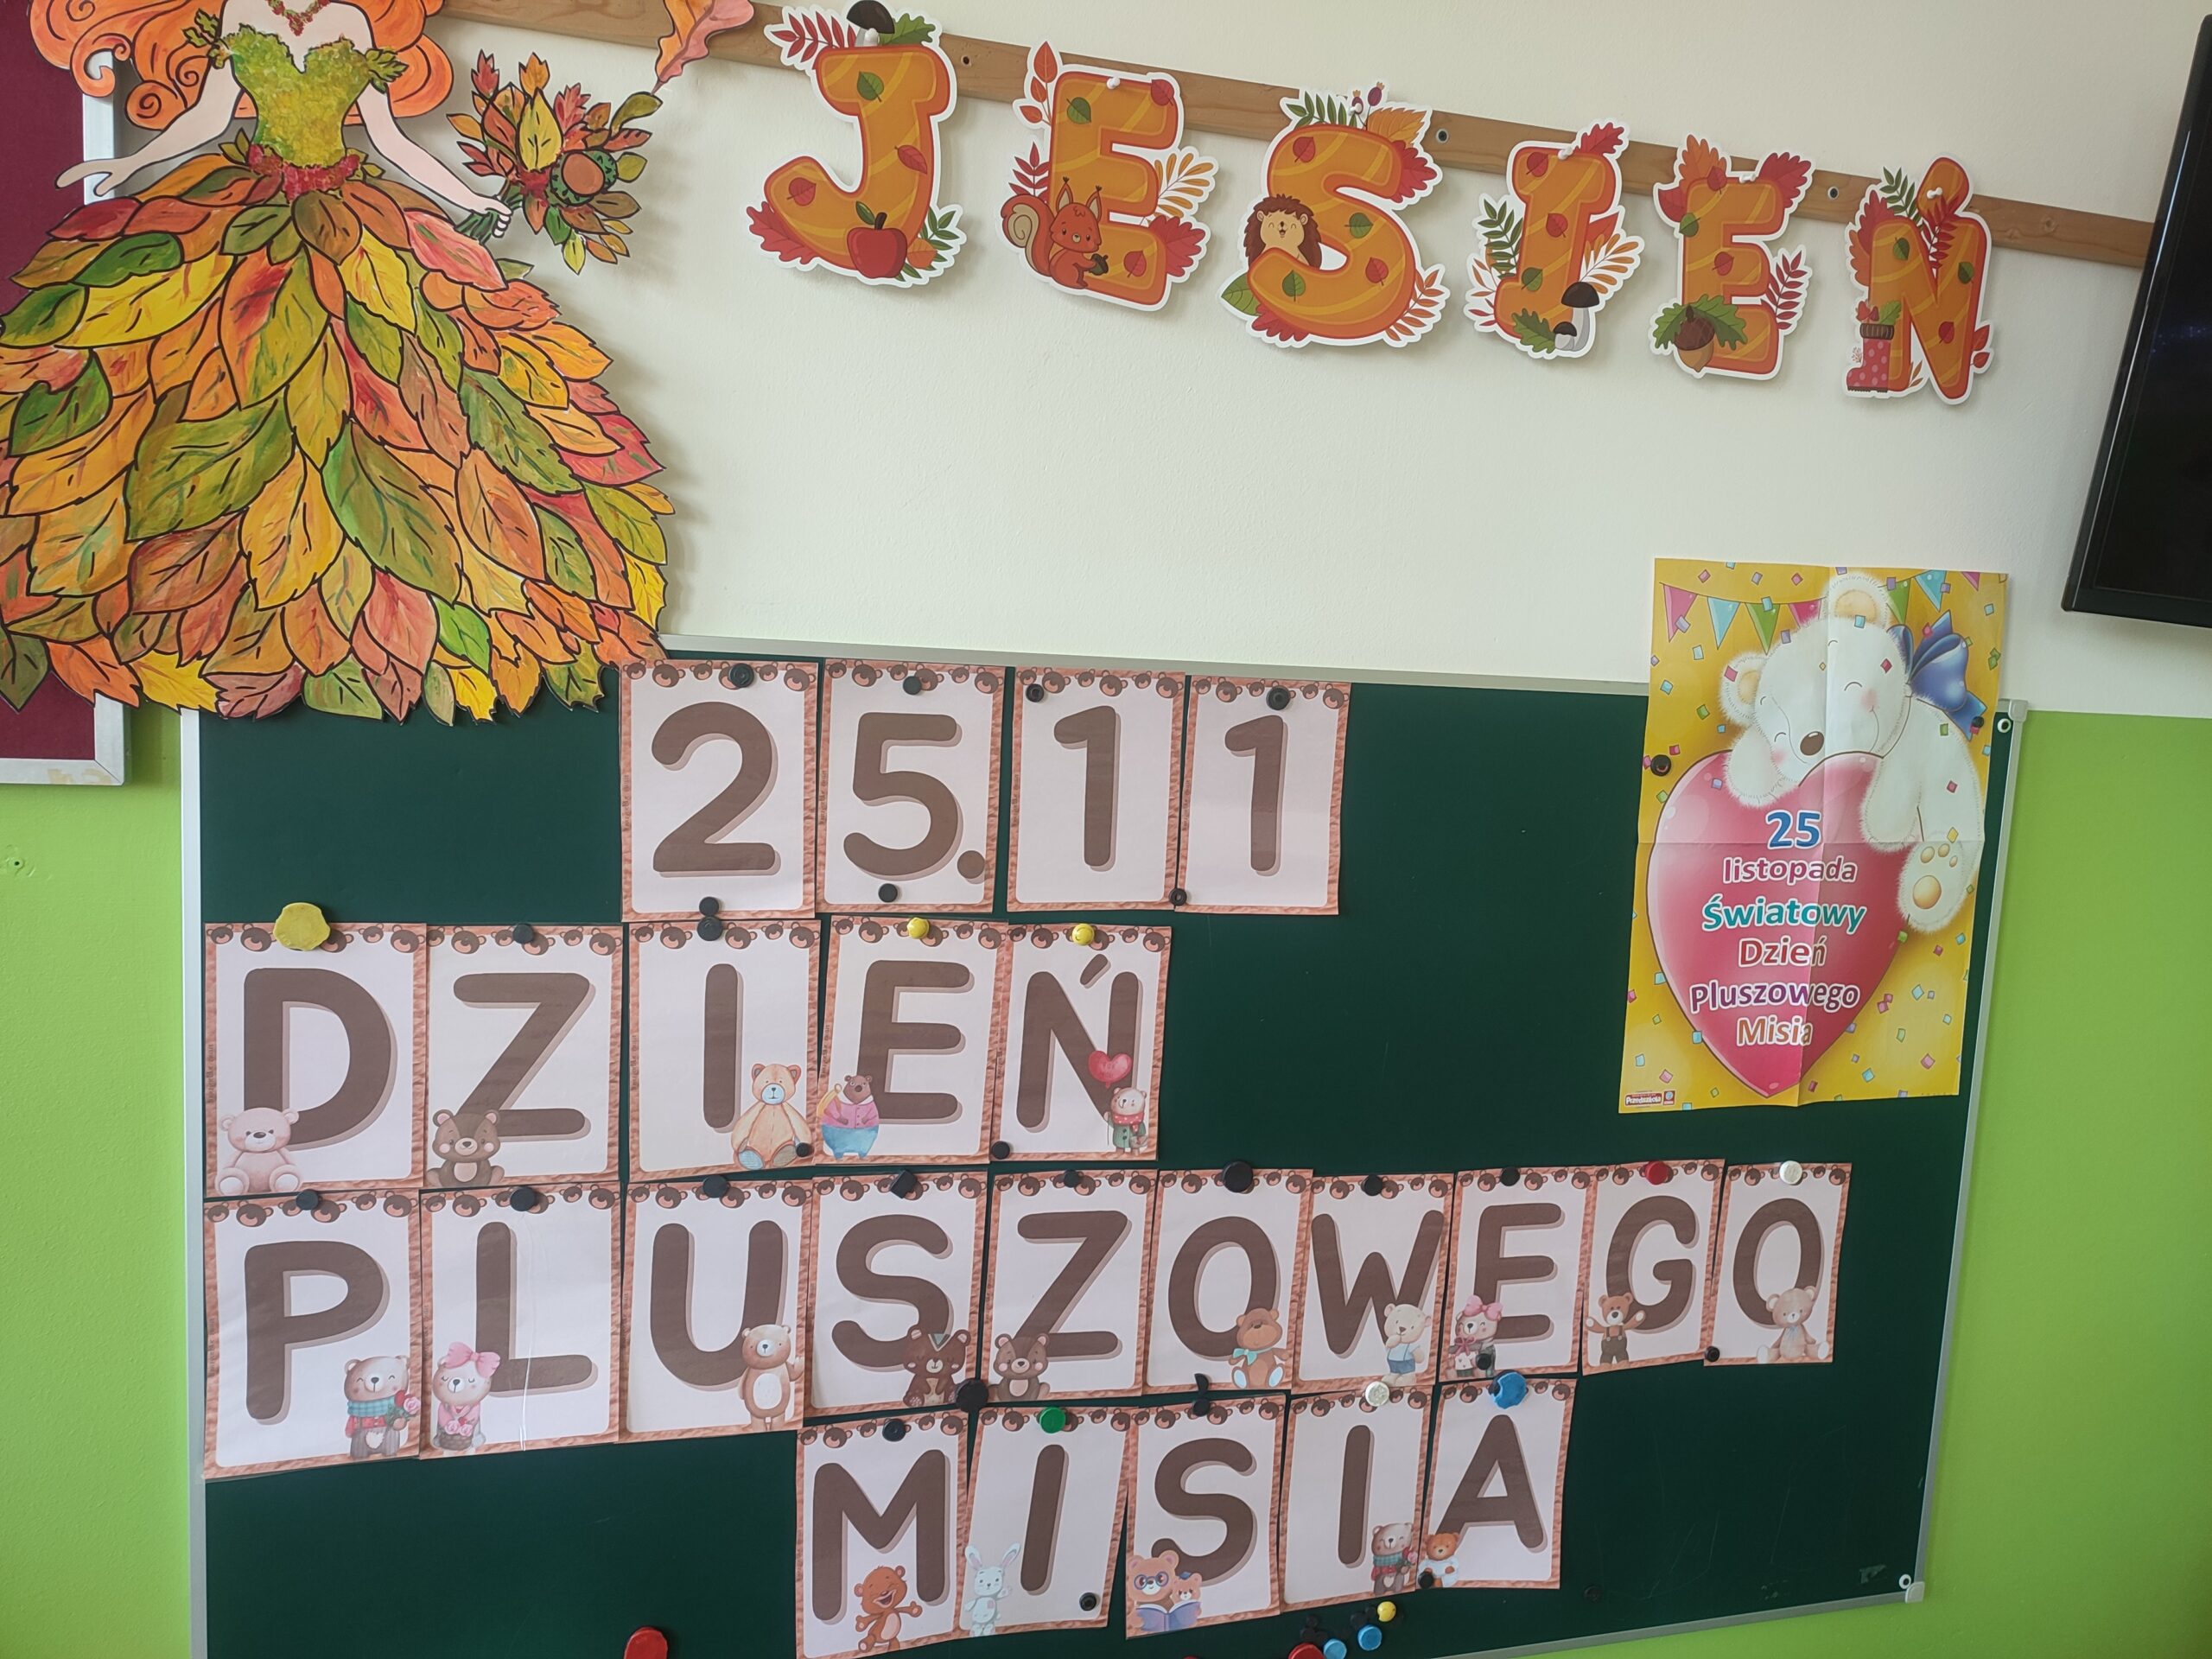 JESIEŃ
25.11
DZIEŃ
PLUSZOWEGO
MISIA
25
listopada
Światowy
Dzień
Pluszowego
Misia